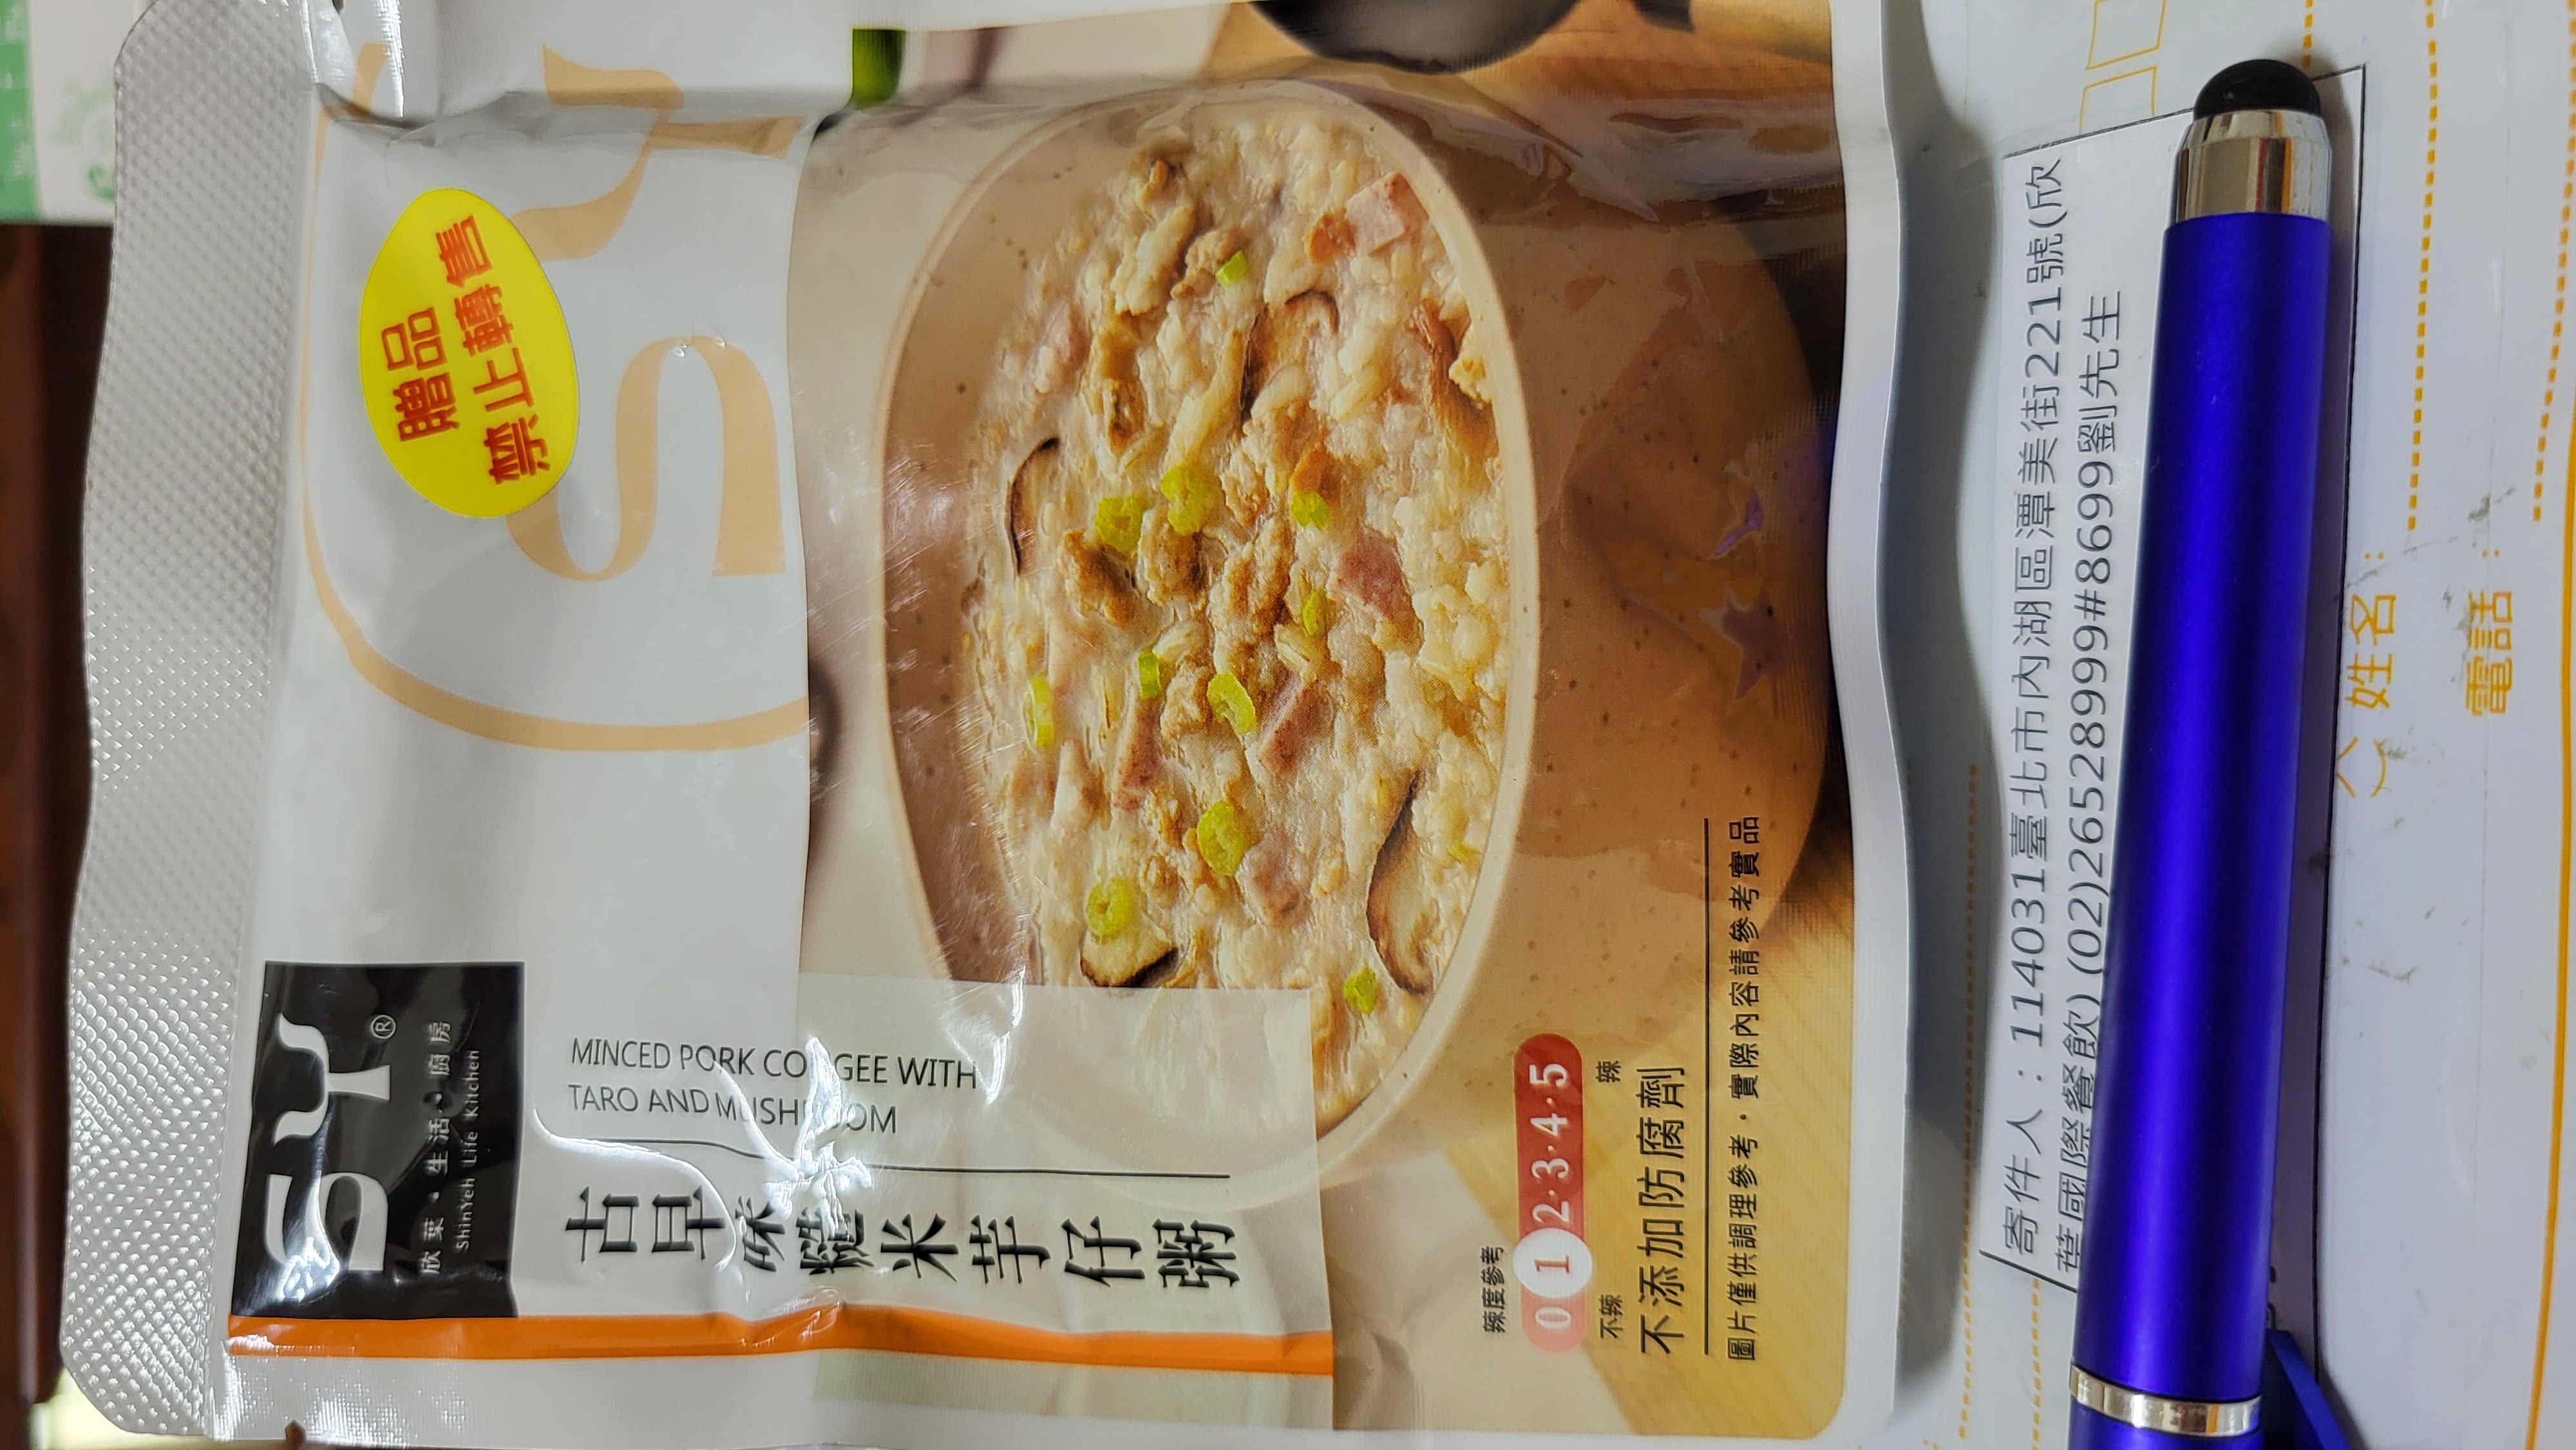 SY®
欣葉・生活・廚房
ShinYeh Life Kitchen
贈品
禁止轉售
SY
MINCED PORK CONGEE WITH
TARO AND MUSHROOM
古早味糙米芋仔粥
辣度參考
0 1 2・3・4・5
不辣 辣
不添加防腐劑
圖片僅供調理參考・實際內容請參考實品
寄件人：114031臺北市內湖區潭美街221號(欣
葉國際餐飲) (02)26528999#8699劉先生
姓名：
電話：